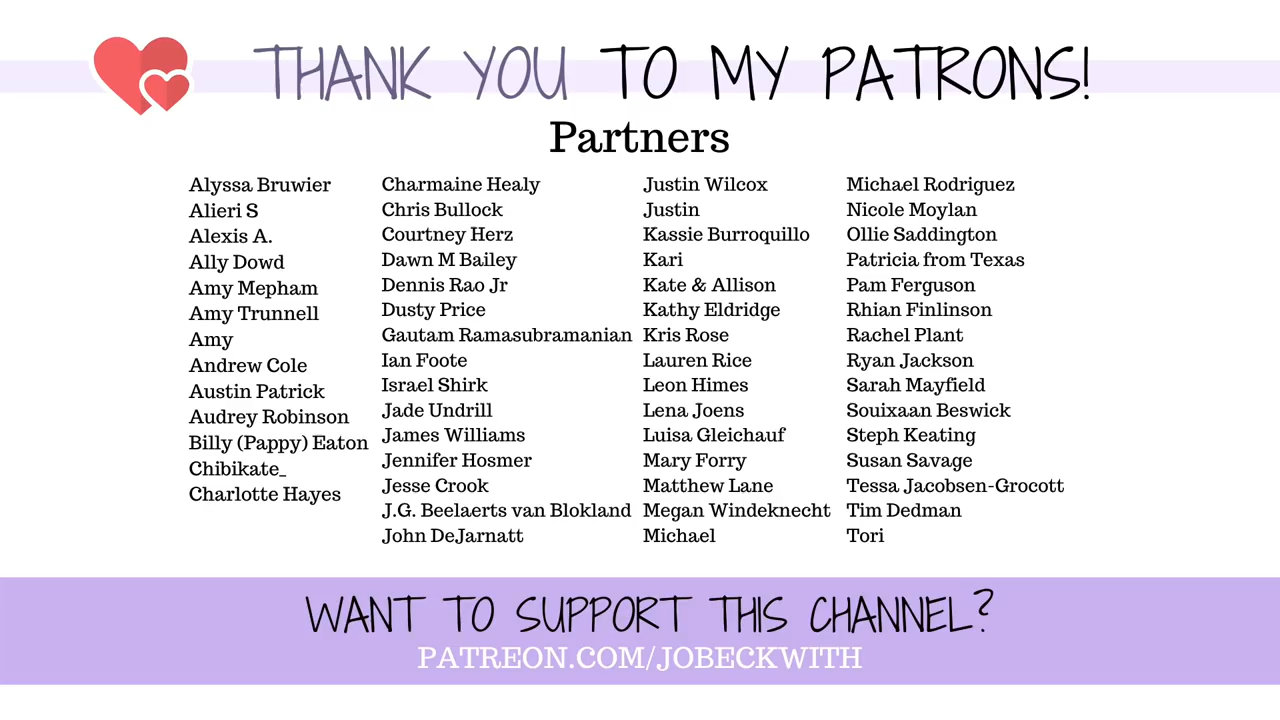 THANK YOU TO MY PATRONS!
Partners
Alyssa Bruwier
Alieri S
Alexis A.
Ally Dowd
Amy Mepham
Amy Trunnell
Amy
Andrew Cole
Austin Patrick
Audrey Robinson
Billy (Pappy) Eaton
Chibikate_
Charlotte Hayes
Charmaine Healy
Chris Bullock
Courtney Herz
Dawn M Bailey
Dennis Rao Jr
Dusty Price
Gautam Ramasubramanian
Ian Foote
Israel Shirk
Jade Undrill
James Williams
Jennifer Hosmer
Jesse Crook
J.G. Beelaerts van Blokland
John DeJarnatt
Justin Wilcox
Justin
Kassie Burroquillo
Kari
Kate & Allison
Kathy Eldridge
Kris Rose
Lauren Rice
Leon Himes
Lena Joens
Luisa Gleichauf
Mary Forry
Matthew Lane
Megan Windeknecht
Michael
Michael Rodriguez
Nicole Moylan
Ollie Saddington
Patricia from Texas
Pam Ferguson
Rhian Finlinson
Rachel Plant
Ryan Jackson
Sarah Mayfield
Souixaan Beswick
Steph Keating
Susan Savage
Tessa Jacobsen-Grocott
Tim Dedman
Tori
WANT TO SUPPORT THIS CHANNEL?
PATREON.COM/JOBECKWITH